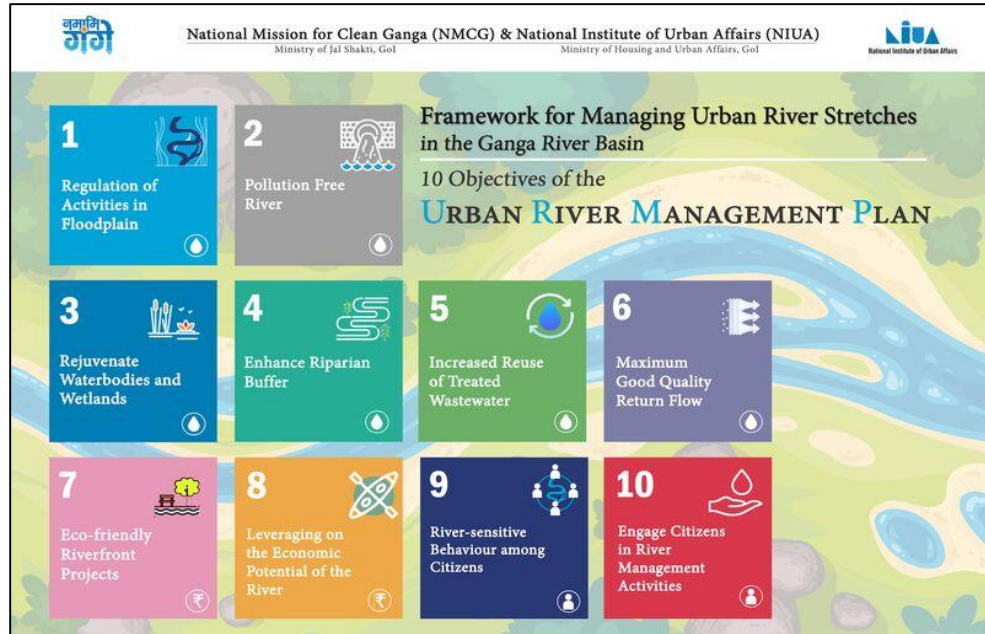 नमामि
गंगे
National Mission for Clean Ganga (NMCG) & National Institute of Urban Affairs (NIUA)
Ministry of Jal Shakti, GoI
Ministry of Housing and Urban Affairs, GoI
NIUA
National Institute of Urban Affairs
Framework for Managing Urban River Stretches
in the Ganga River Basin
10 Objectives of the
URBAN RIVER MANAGEMENT PLAN
1
Regulation of
Activities in
Floodplain
2
Pollution Free
River
3
Rejuvenate
Waterbodies and
Wetlands
4
Enhance Riparian
Buffer
5
Increased Reuse
of Treated
Wastewater
6
Maximum
Good Quality
Return Flow
7
Eco-friendly
Riverfront
Projects
₹
8
Leveraging on
the Economic
Potential of the
River
₹
9
River-sensitive
Behaviour among
Citizens
10
Engage Citizens
in River
Management
Activities